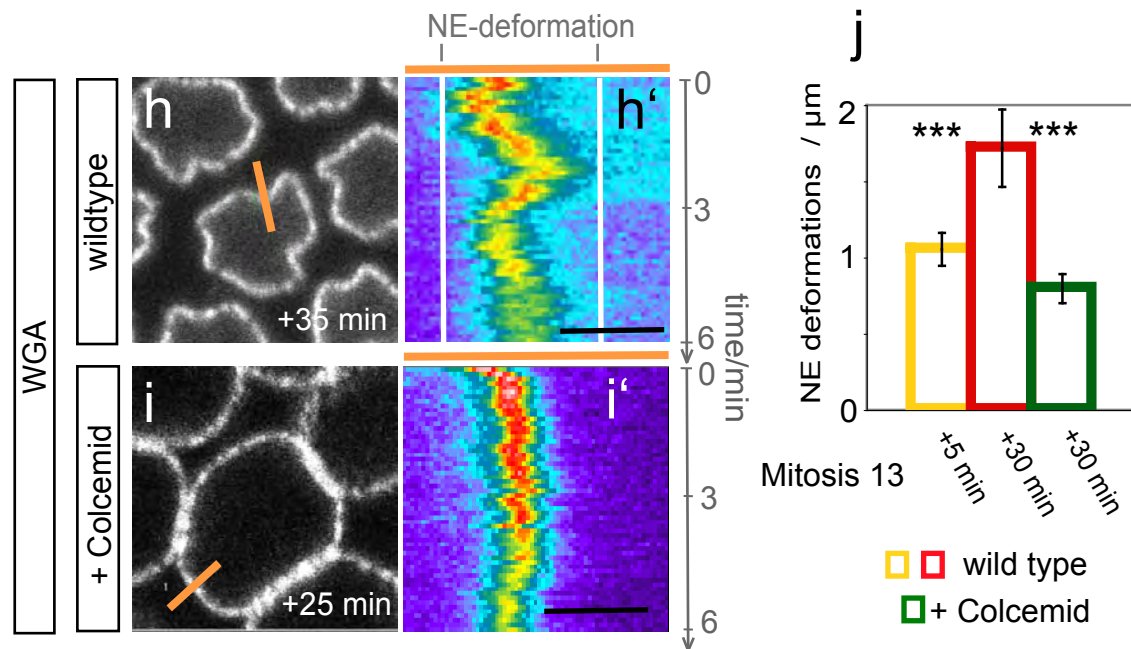 NE-deformation
WGA
wildtype
h
+35 min
h‘
0
3
6
time/min
+ Colcemid
i
+25 min
i‘
0
3
6
j
NE deformations / µm
2
1
0
***
***
Mitosis 13
+5 min
+30 min
+30 min
wild type
+ Colcemid